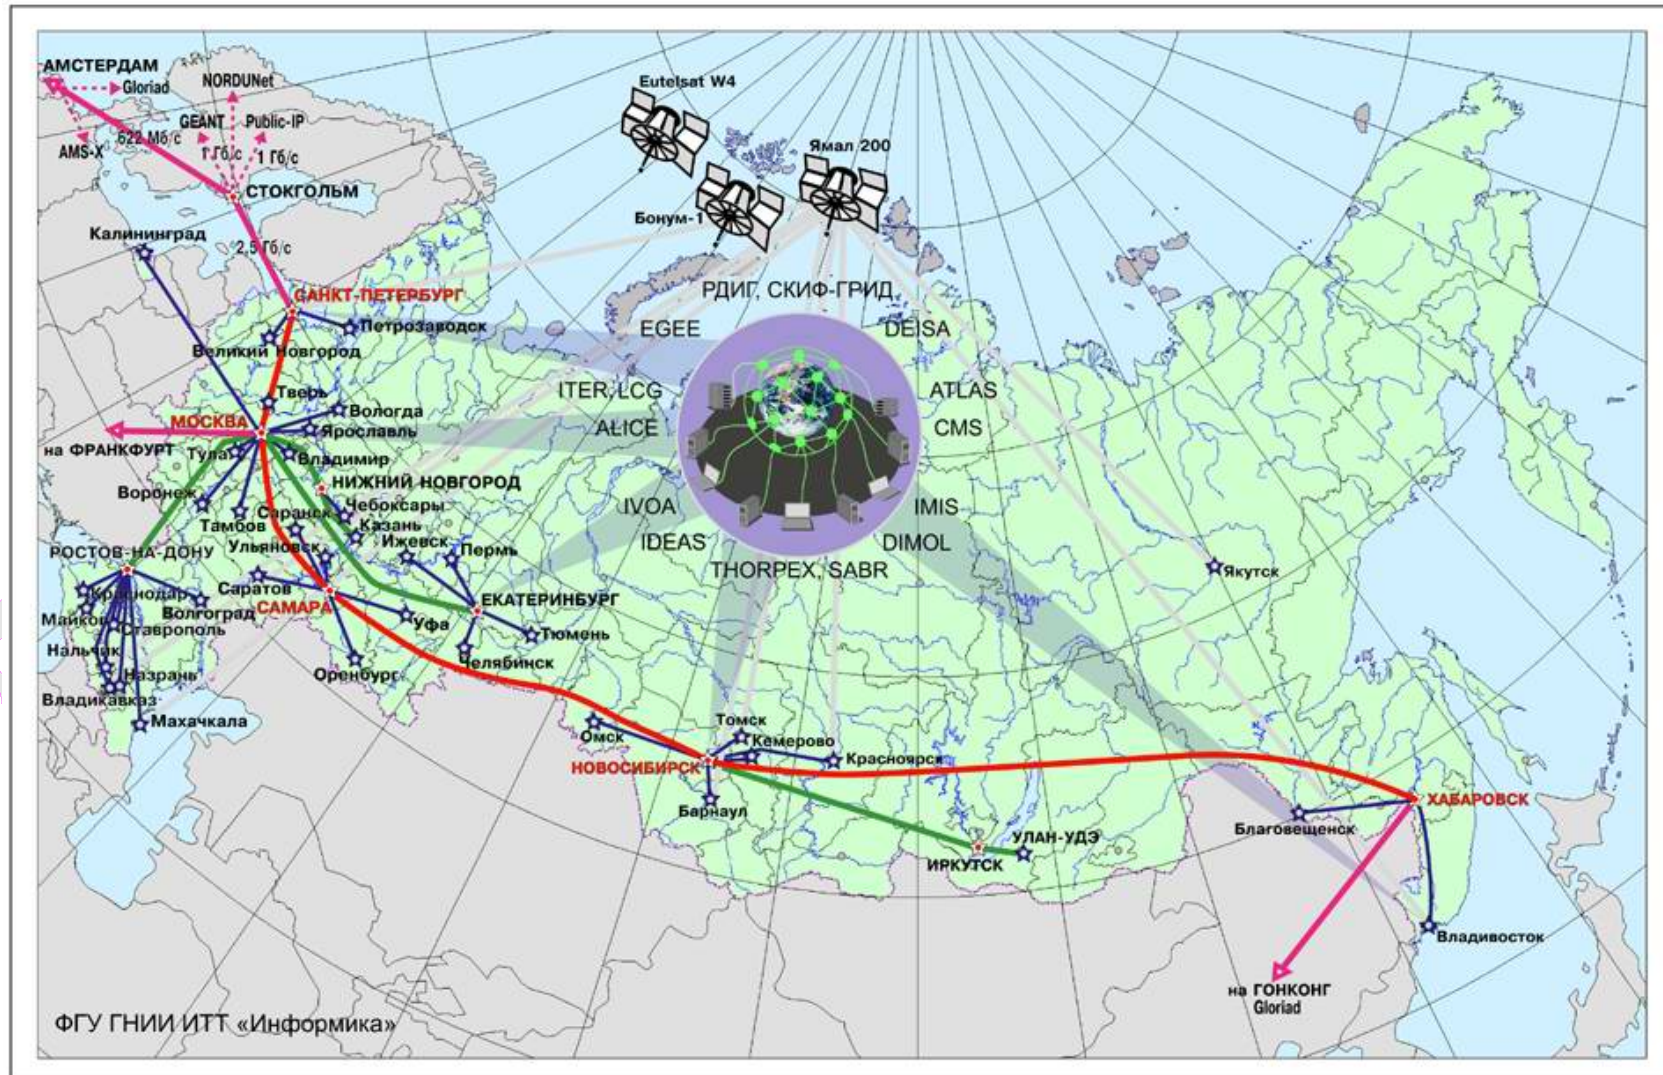 АМСТЕРДАМ
Gloriad
NORDUNet
GEANT
Public-IP
AMS-X
622 Мб/с
1 Гб/с
1 Гб/с
СТОКГОЛЬМ
Eutelsat W4
Ямал 200
Бонум-1
Калининград
2,5 Гб/с
САНКТ-ПЕТЕРБУРГ
Петрозаводск
Великий Новгород
РДИГ, СКИФ-ГРИД
EGEE
DEISA
ITER, LCG
ATLAS
ALICE
CMS
IVOA
IMIS
IDEAS
DIMOL
THORPEX, SABR
Тверь
Вологда
МОСКВА
Ярославль
на ФРАНКФУРТ
Тула
Владимир
НИЖНИЙ НОВГОРОД
Воронеж
Чебоксары
Тамбов
Саранск
Казань
Ульяновск
Ижевск
Пермь
РОСТОВ-НА-ДОНУ
Саратов
Краснодар
Волгоград
САМАРА
ЕКАТЕРИНБУРГ
Майкоп
Ставрополь
Уфа
Тюмень
Нальчик
Челябинск
Назрань
Оренбург
Владикавказ
Махачкала
Якутск
Омск
Томск
Кемерово
НОВОСИБИРСК
Красноярск
Барнаул
ХАБАРОВСК
Благовещенск
УЛАН-УДЭ
ИРКУТСК
Владивосток
на ГОНКОНГ
Gloriad
ФГУ ГНИИ ИТТ «Информика»